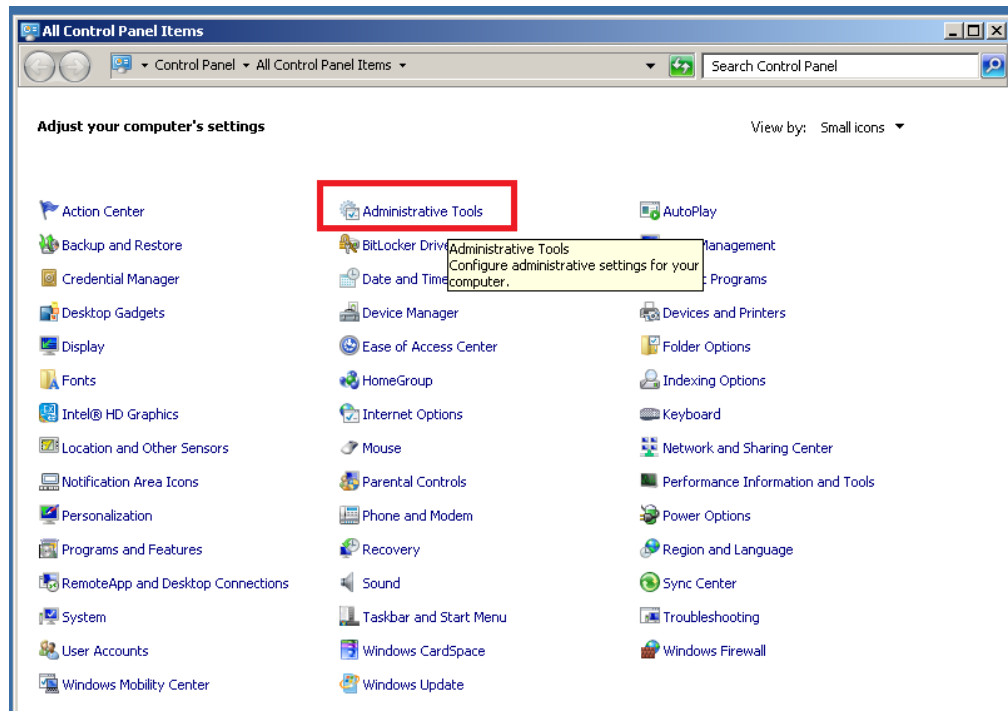 All Control Panel Items
Control Panel All Control Panel Items Search Control Panel
Adjust your computer's settings View by: Small icons
Action Center Administrative Tools AutoPlay
Backup and Restore BitLocker Drive Management
Administrative Tools
Configure administrative settings for your
computer.
Credential Manager Date and Time Programs
Desktop Gadgets Device Manager Devices and Printers
Display Ease of Access Center Folder Options
Fonts HomeGroup Indexing Options
Intel® HD Graphics Internet Options Keyboard
Location and Other Sensors Mouse Network and Sharing Center
Notification Area Icons Parental Controls Performance Information and Tools
Personalization Phone and Modem Power Options
Programs and Features Recovery Region and Language
RemoteApp and Desktop Connections Sound Sync Center
System Taskbar and Start Menu Troubleshooting
User Accounts Windows CardSpace Windows Firewall
Windows Mobility Center Windows Update